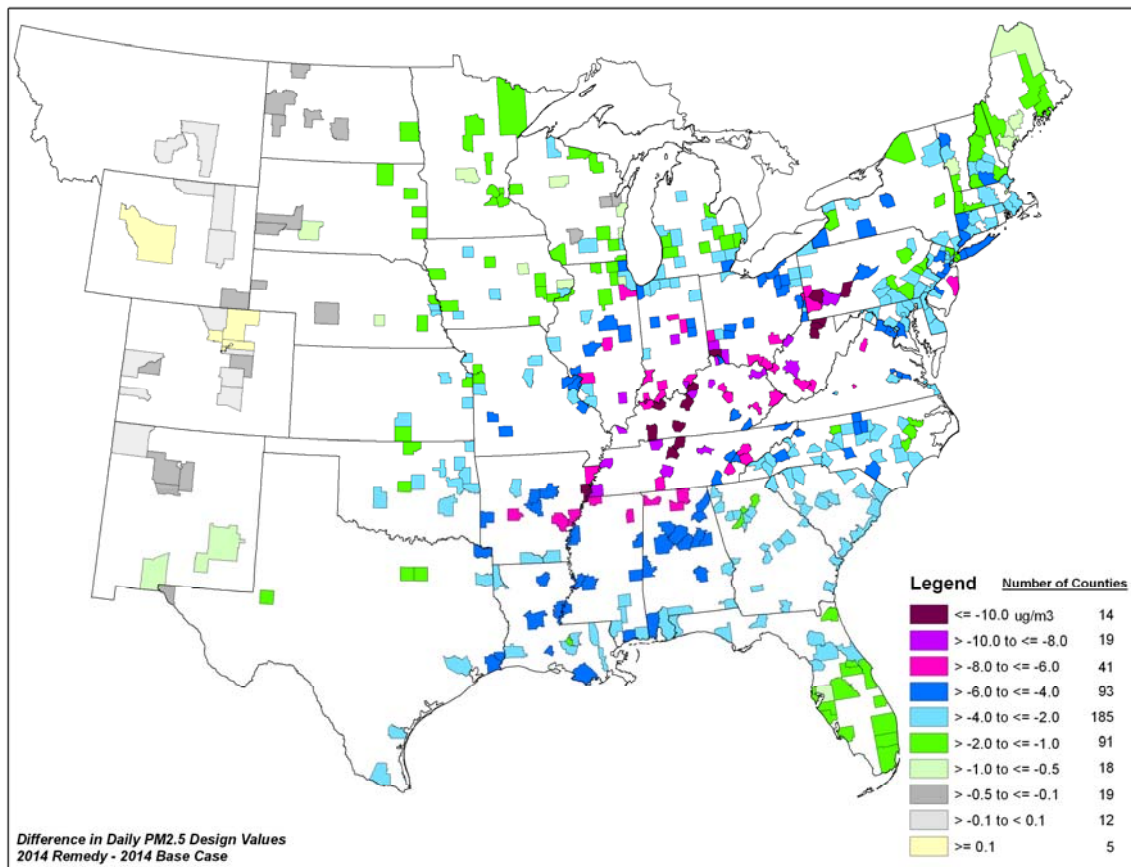 Legend Number of Counties
<= -10.0 ug/m3 14
> -10.0 to <= -8.0 19
> -8.0 to <= -6.0 41
> -6.0 to <= -4.0 93
> -4.0 to <= -2.0 185
> -2.0 to <= -1.0 91
> -1.0 to <= -0.5 18
> -0.5 to <= -0.1 19
> -0.1 to < 0.1 12
>= 0.1 5
Difference in Daily PM2.5 Design Values
2014 Remedy - 2014 Base Case